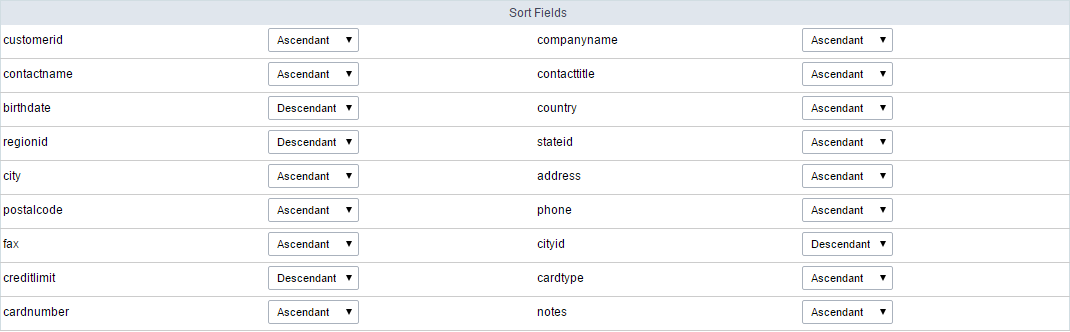 Sort Fields
customerid Ascendant companyname Ascendant
contactname Ascendant contacttitle Ascendant
birthdate Descendant country Ascendant
regionid Descendant stateid Ascendant
city Ascendant address Ascendant
postalcode Ascendant phone Ascendant
fax Ascendant cityid Descendant
creditlimit Descendant cardtype Ascendant
cardnumber Ascendant notes Ascendant